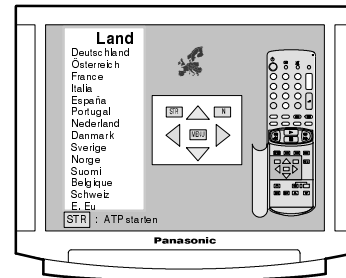 Land
Deutschland
Österreich
France
Italia
España
Portugal
Nederland
Danmark
Sverige
Norge
Suomi
Belgique
Schweiz
E. Eu
STR N
MENU
STR : ATP starten
Panasonic